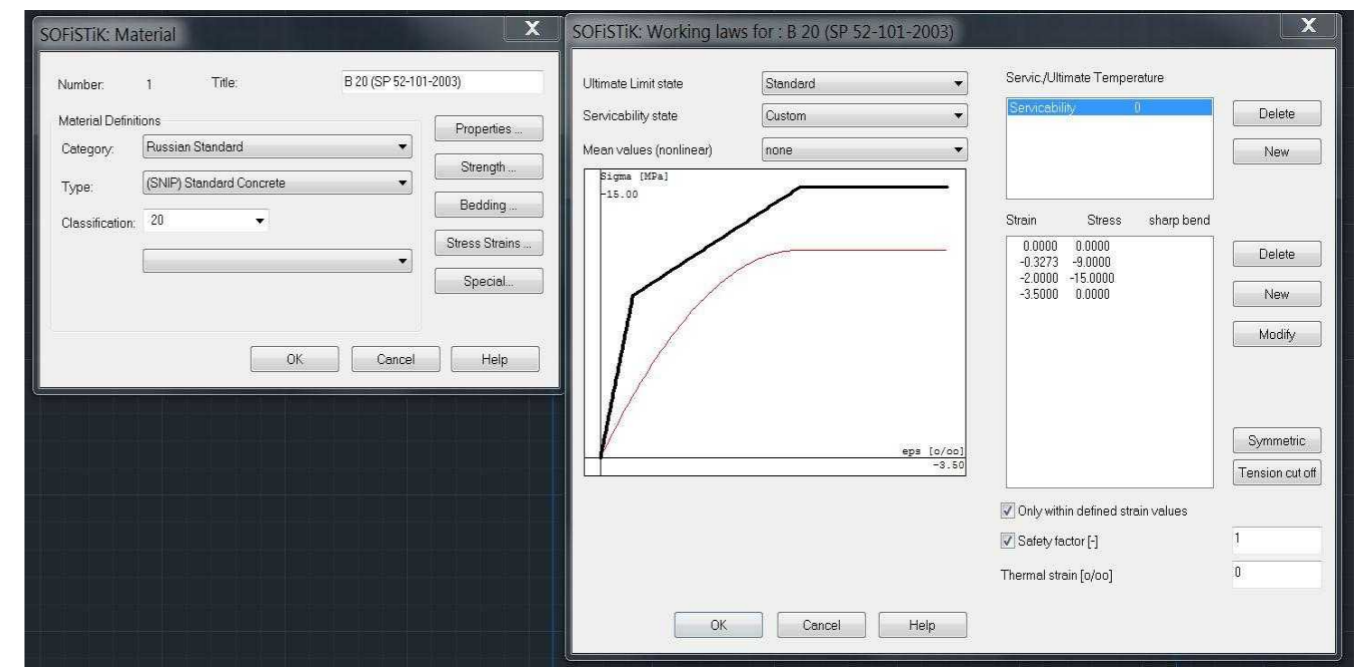 SOFiSTiK: Material
X
Number: 1 Title: B 20 (SP 52-101-2003)
Material Definitions
Category: Russian Standard
Type: (SNIP) Standard Concrete
Classification: 20
Properties ...
Strength ...
Bedding ...
Stress Strains ...
Special...
OK Cancel Help
SOFiSTiK: Working laws for : B 20 (SP 52-101-2003)
X
Ultimate Limit state Standard
Servicability state Custom
Mean values (nonlinear) none
Sigma [MPa]
-15.00
eps [o/oo]
-3.50
Servic./Ultimate Temperature
Servicability 0
Delete
New
Strain Stress sharp bend
0.0000 0.0000
-0.3273 -9.0000
-2.0000 -15.0000
-3.5000 0.0000
Delete
New
Modify
Symmetric
Tension cut off
Only within defined strain values
Safety factor [-] 1
Thermal strain [o/oo] 0
OK Cancel Help